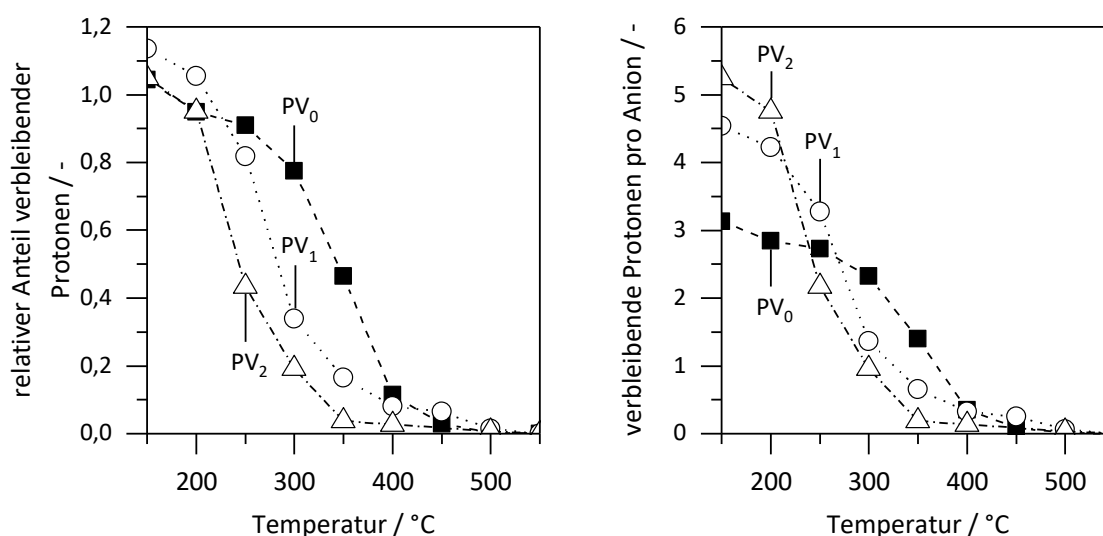 relativer Anteil verbleibender
Protonen / -
1,2
1,0
0,8
0,6
0,4
0,2
0,0
PV0
PV1
PV2
200
300
400
500
Temperatur / °C
verbleibende Protonen pro Anion / -
6
5
4
3
2
1
0
PV2
PV1
PV0
200
300
400
500
Temperatur / °C